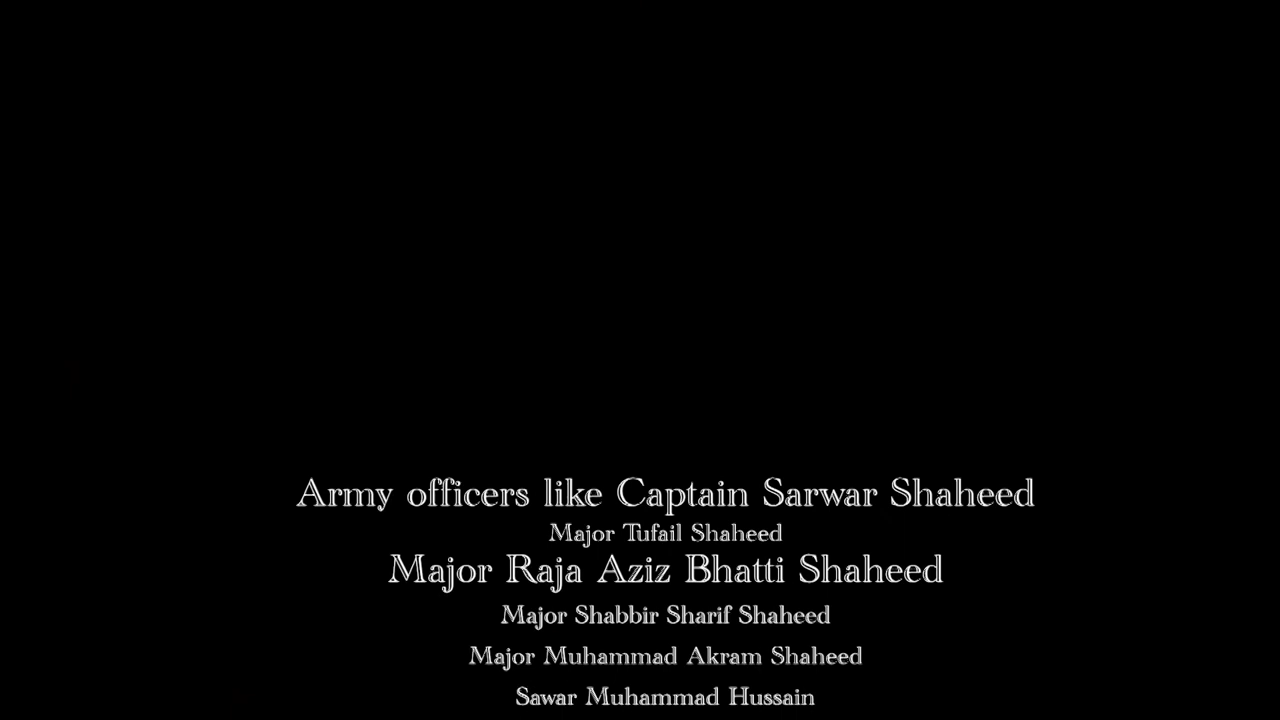 Army officers like Captain Sarwar Shaheed
Major Tufail Shaheed
Major Raja Aziz Bhatti Shaheed
Major Shabbir Sharif Shaheed
Major Muhammad Akram Shaheed
Sawar Muhammad Hussain